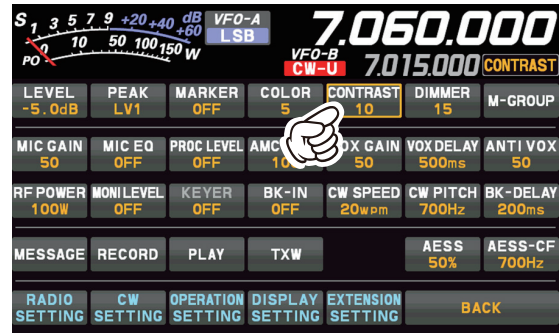 S 1 3 5 7 9 +20 +40 +60 dB
PO 0 10 50 100 150 W
VFO-A
LSB
7.060.000
VFO-B
CW-U
7.015.000
CONTRAST
LEVEL PEAK MARKER COLOR CONTRAST DIMMER M-GROUP
-5.0dB LV1 OFF 5 10 15
MIC GAIN MIC EQ PROC LEVEL AMC VOX GAIN VOX DELAY ANTI VOX
50 OFF OFF 50 500ms 50
RF POWER MONI LEVEL KEYER BK-IN CW SPEED CW PITCH BK-DELAY
100W OFF OFF OFF 20wpm 700Hz 200ms
MESSAGE RECORD PLAY TXW AESS AESS-CF
50% 700Hz
RADIO CW OPERATION DISPLAY EXTENSION BACK
SETTING SETTING SETTING SETTING SETTING